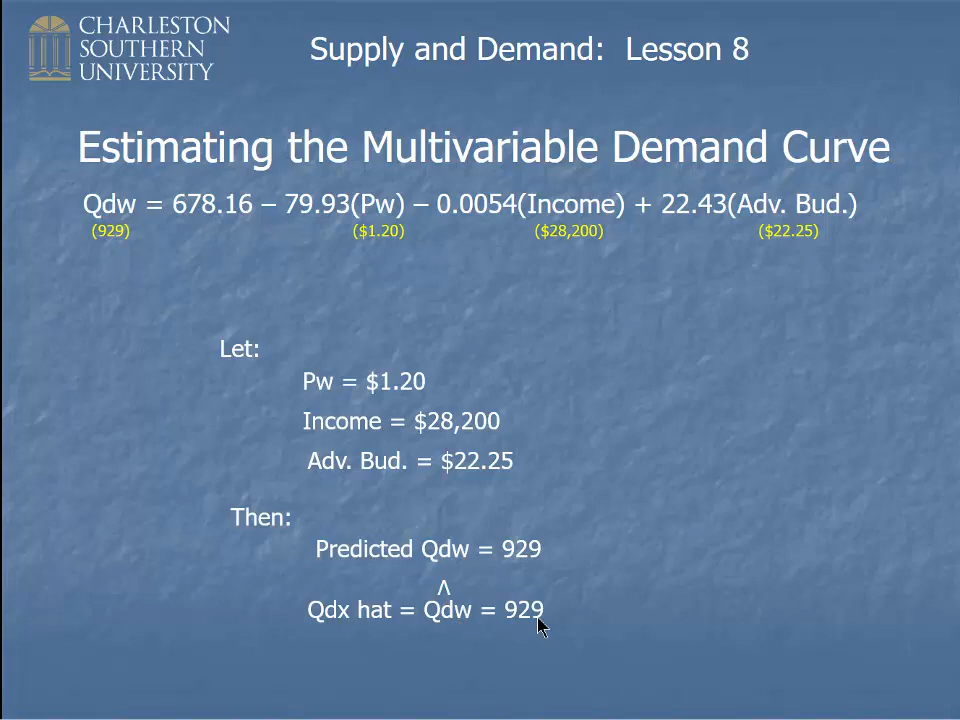 CHARLESTON
SOUTHERN
UNIVERSITY
Supply and Demand: Lesson 8
Estimating the Multivariable Demand Curve
Qdw = 678.16 – 79.93(Pw) – 0.0054(Income) + 22.43(Adv. Bud.)
(929) ($1.20) ($28,200) ($22.25)
Let:
Pw = $1.20
Income = $28,200
Adv. Bud. = $22.25
Then:
Predicted Qdw = 929
^
Qdx hat = Qdw = 929